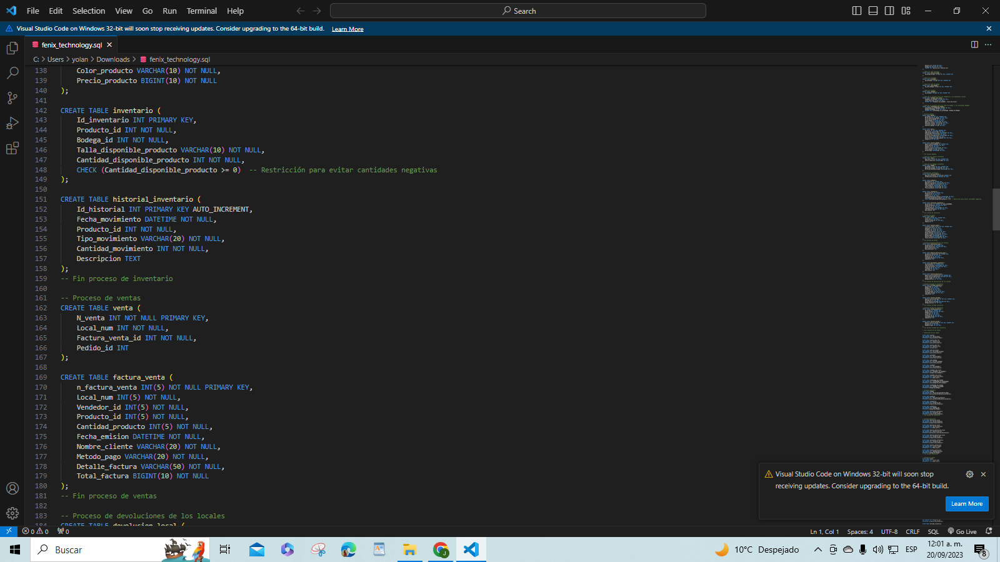 File Edit Selection View Go Run Terminal Help
Search
Visual Studio Code on Windows 32-bit will soon stop receiving updates. Consider upgrading to the 64-bit build. Learn More
fenix_technology.sql
C: > Users > yolan > Downloads > fenix_technology.sql
138 Color_producto VARCHAR(10) NOT NULL,
139 Precio_producto BIGINT(10) NOT NULL
140 );
141
142 CREATE TABLE inventario (
143 Id_inventario INT PRIMARY KEY,
144 Producto_id INT NOT NULL,
145 Bodega_id INT NOT NULL,
146 Talla_disponible_producto VARCHAR(10) NOT NULL,
147 Cantidad_disponible_producto INT NOT NULL,
148 CHECK (Cantidad_disponible_producto >= 0) -- Restricción para evitar cantidades negativas
149 );
150
151 CREATE TABLE historial_inventario (
152 Id_historial INT PRIMARY KEY AUTO_INCREMENT,
153 Fecha_movimiento DATETIME NOT NULL,
154 Producto_id INT NOT NULL,
155 Tipo_movimiento VARCHAR(20) NOT NULL,
156 Cantidad_movimiento INT NOT NULL,
157 Descripcion TEXT
158 );
159 -- Fin proceso de inventario
160
161 -- Proceso de ventas
162 CREATE TABLE venta (
163 N_venta INT NOT NULL PRIMARY KEY,
164 Local_num INT NOT NULL,
165 Factura_venta_id INT NOT NULL,
166 Pedido_id INT
167 );
168
169 CREATE TABLE factura_venta (
170 n_factura_venta INT(5) NOT NULL PRIMARY KEY,
171 Local_num INT(5) NOT NULL,
172 Vendedor_id INT(5) NOT NULL,
173 Producto_id INT(5) NOT NULL,
174 Cantidad_producto INT(5) NOT NULL,
175 Fecha_emision DATETIME NOT NULL,
176 Nombre_cliente VARCHAR(20) NOT NULL,
177 Metodo_pago VARCHAR(20) NOT NULL,
178 Detalle_factura VARCHAR(50) NOT NULL,
179 Total_factura BIGINT(10) NOT NULL
180 );
181 -- Fin proceso de ventas
182
183 -- Proceso de devoluciones de los locales
184 CREATE TABLE devolucion_local (
Visual Studio Code on Windows 32-bit will soon stop
receiving updates. Consider upgrading to the 64-bit build.
Learn More
0 0 0 Ln 1, Col 1 Spaces: 4 UTF-8 CRLF SQL Go Live
Buscar
J
10°C Despejado
ESP
12:01 a. m.
20/09/2023
8